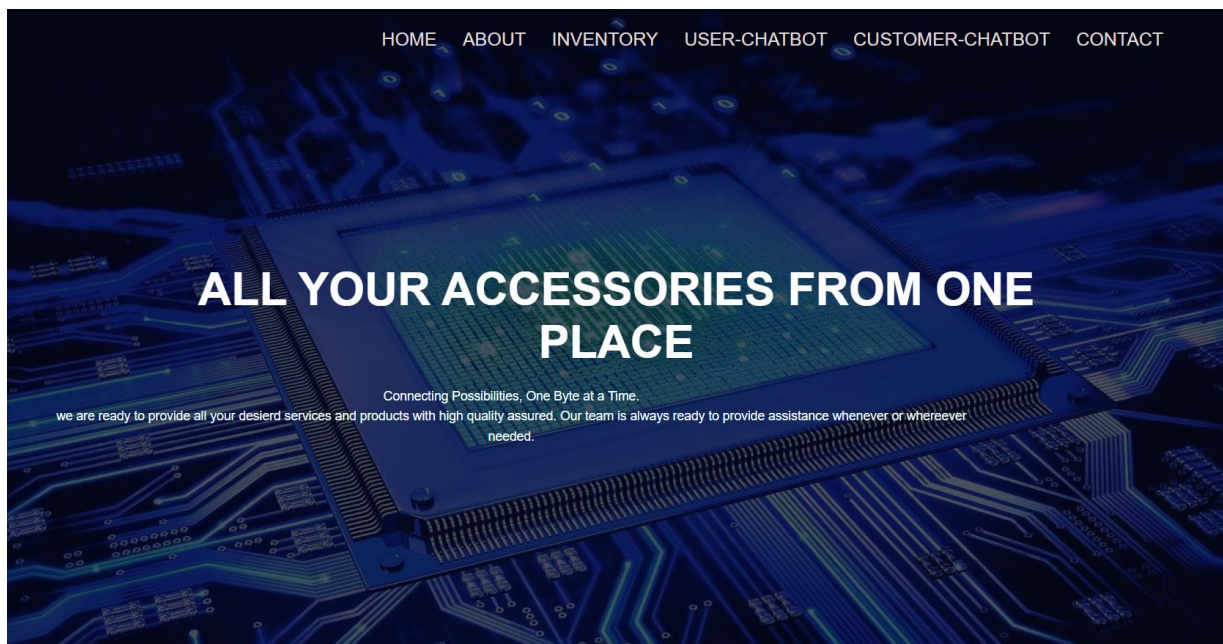 HOME ABOUT INVENTORY USER-CHATBOT CUSTOMER-CHATBOT CONTACT
ALL YOUR ACCESSORIES FROM ONE
PLACE
Connecting Possibilities, One Byte at a Time.
we are ready to provide all your desierd services and products with high quality assured. Our team is always ready to provide assistance whenever or whereever
needed.